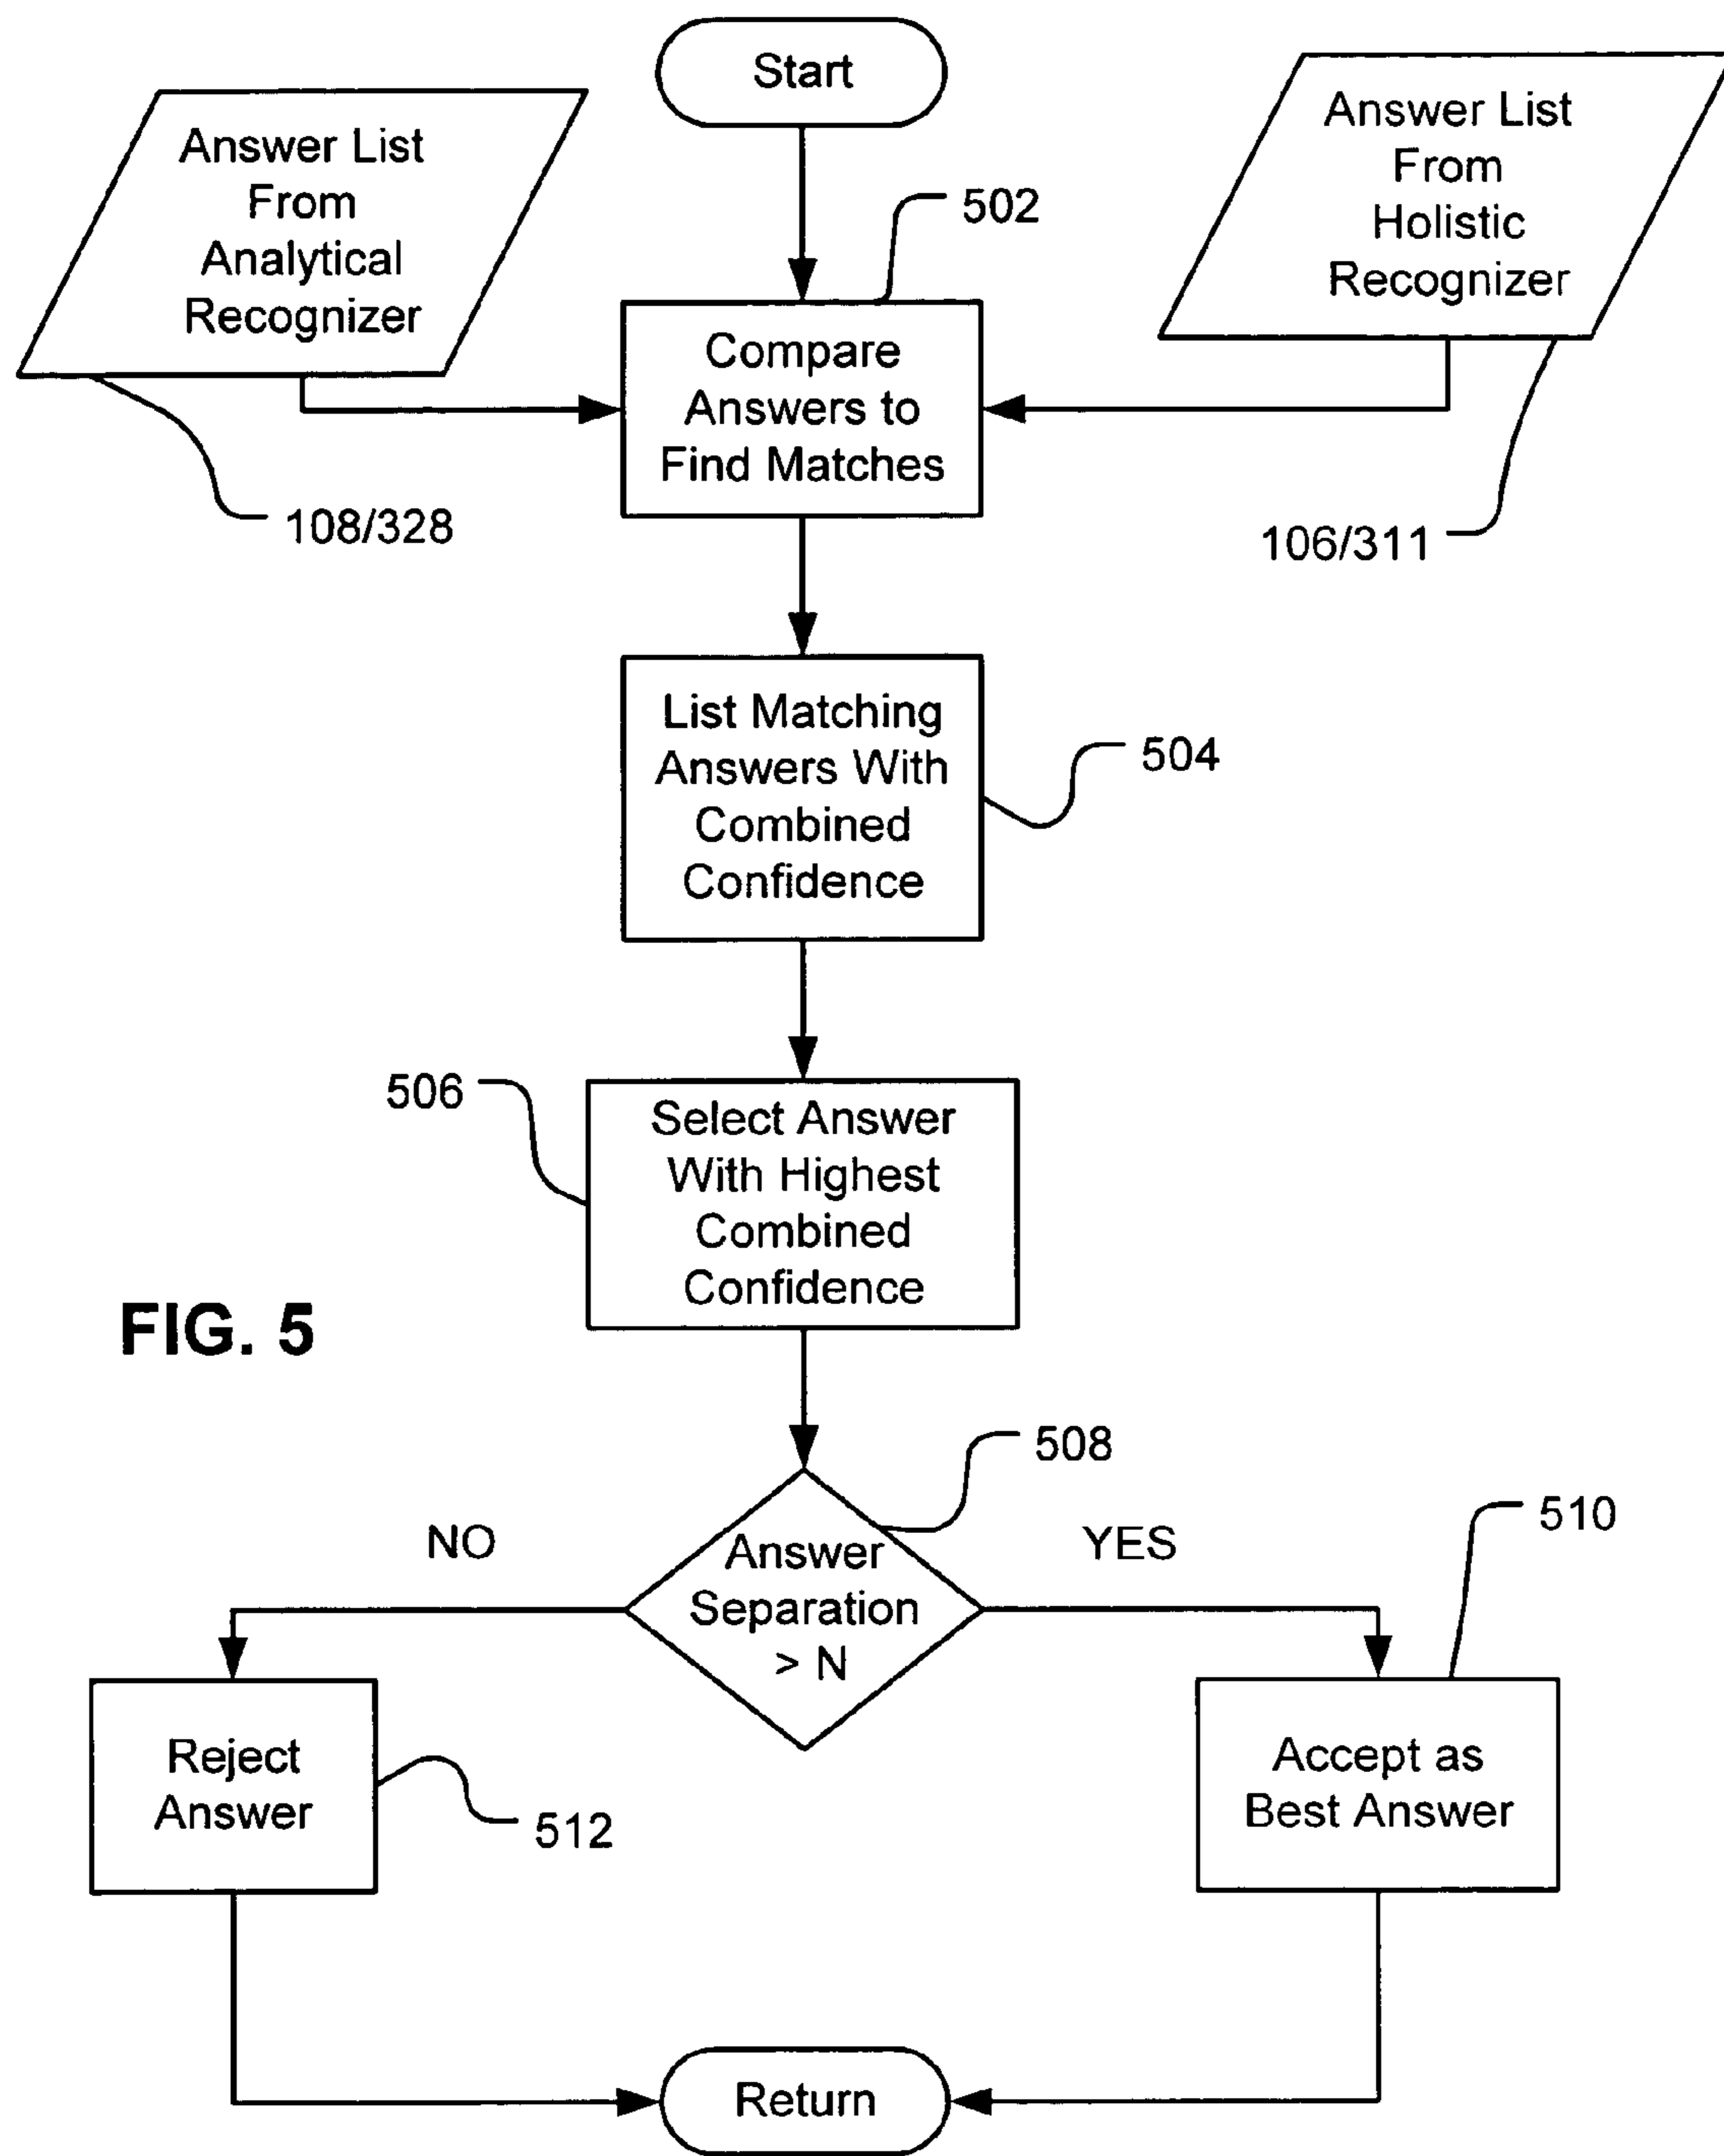 Start
Answer List
From
Analytical
Recognizer
Answer List
From
Holistic
Recognizer
502
Compare
Answers to
Find Matches
108/328
106/311
List Matching
Answers With
Combined
Confidence
504
506
Select Answer
With Highest
Combined
Confidence
FIG. 5
508
NO
Answer
Separation
> N
YES
510
Reject
Answer
512
Accept as
Best Answer
Return